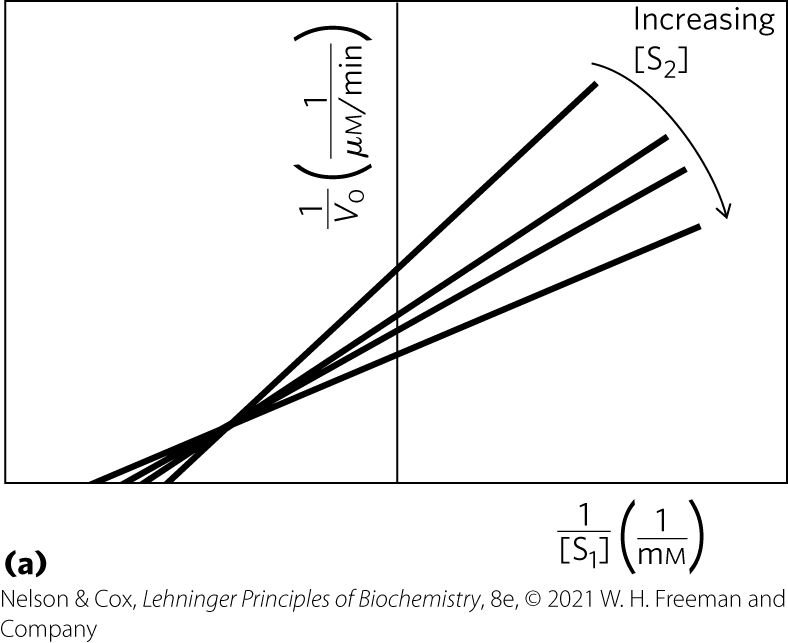 Increasing
[S₂]
1/V₀ (1/μM/min)
1/[S₁] (1/mM)
(a)
Nelson & Cox, Lehninger Principles of Biochemistry, 8e, © 2021 W. H. Freeman and
Company